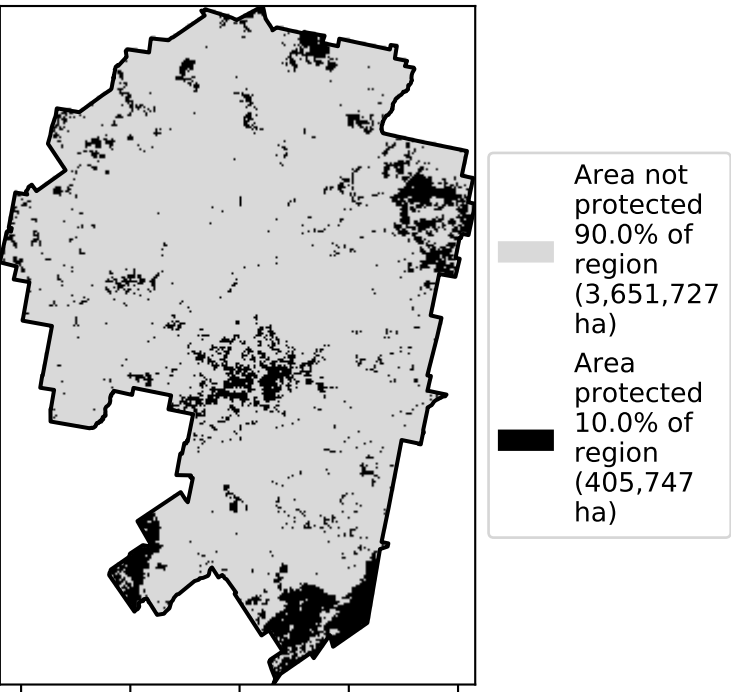 Area not
protected
90.0% of
region
(3,651,727
ha)
Area
protected
10.0% of
region
(405,747
ha)